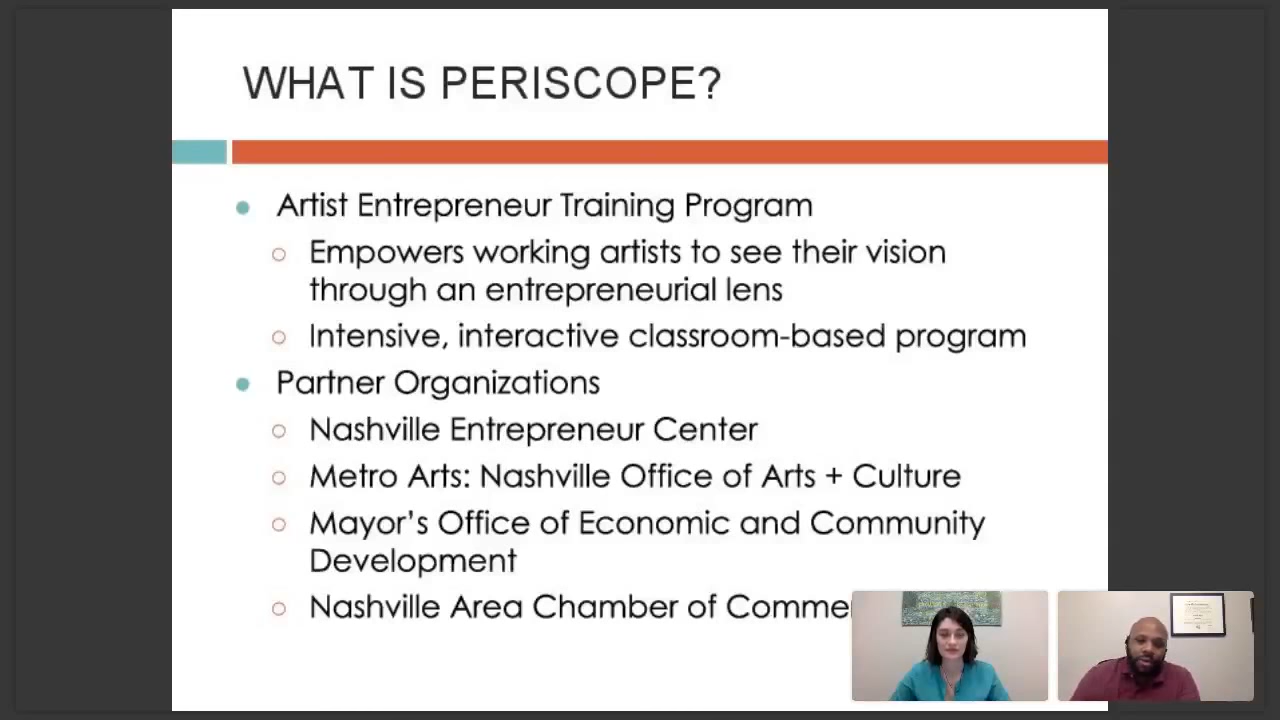 WHAT IS PERISCOPE?
Artist Entrepreneur Training Program
Empowers working artists to see their vision
through an entrepreneurial lens
Intensive, interactive classroom-based program
Partner Organizations
Nashville Entrepreneur Center
Metro Arts: Nashville Office of Arts + Culture
Mayor's Office of Economic and Community
Development
Nashville Area Chamber of